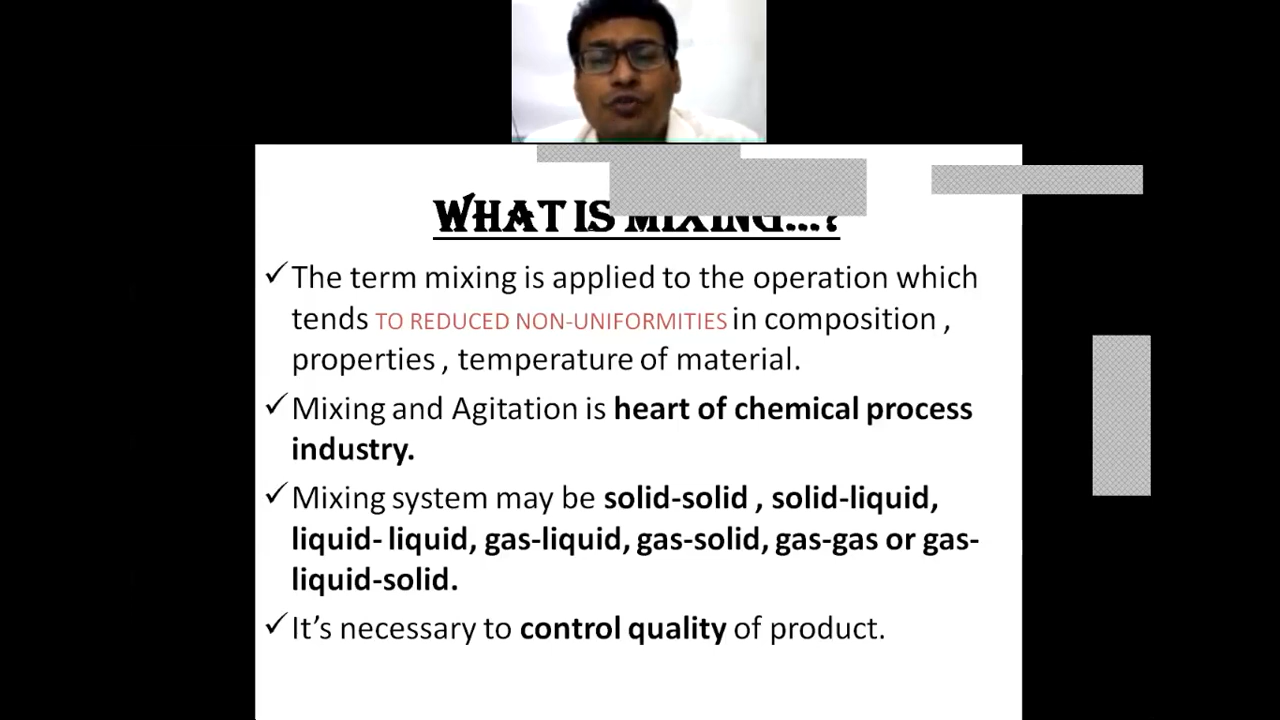 WHAT IS MIXING...?
✓ The term mixing is applied to the operation which
tends TO REDUCED NON-UNIFORMITIES in composition ,
properties , temperature of material.
✓ Mixing and Agitation is heart of chemical process
industry.
✓ Mixing system may be solid-solid , solid-liquid,
liquid- liquid, gas-liquid, gas-solid, gas-gas or gas-
liquid-solid.
✓ It’s necessary to control quality of product.